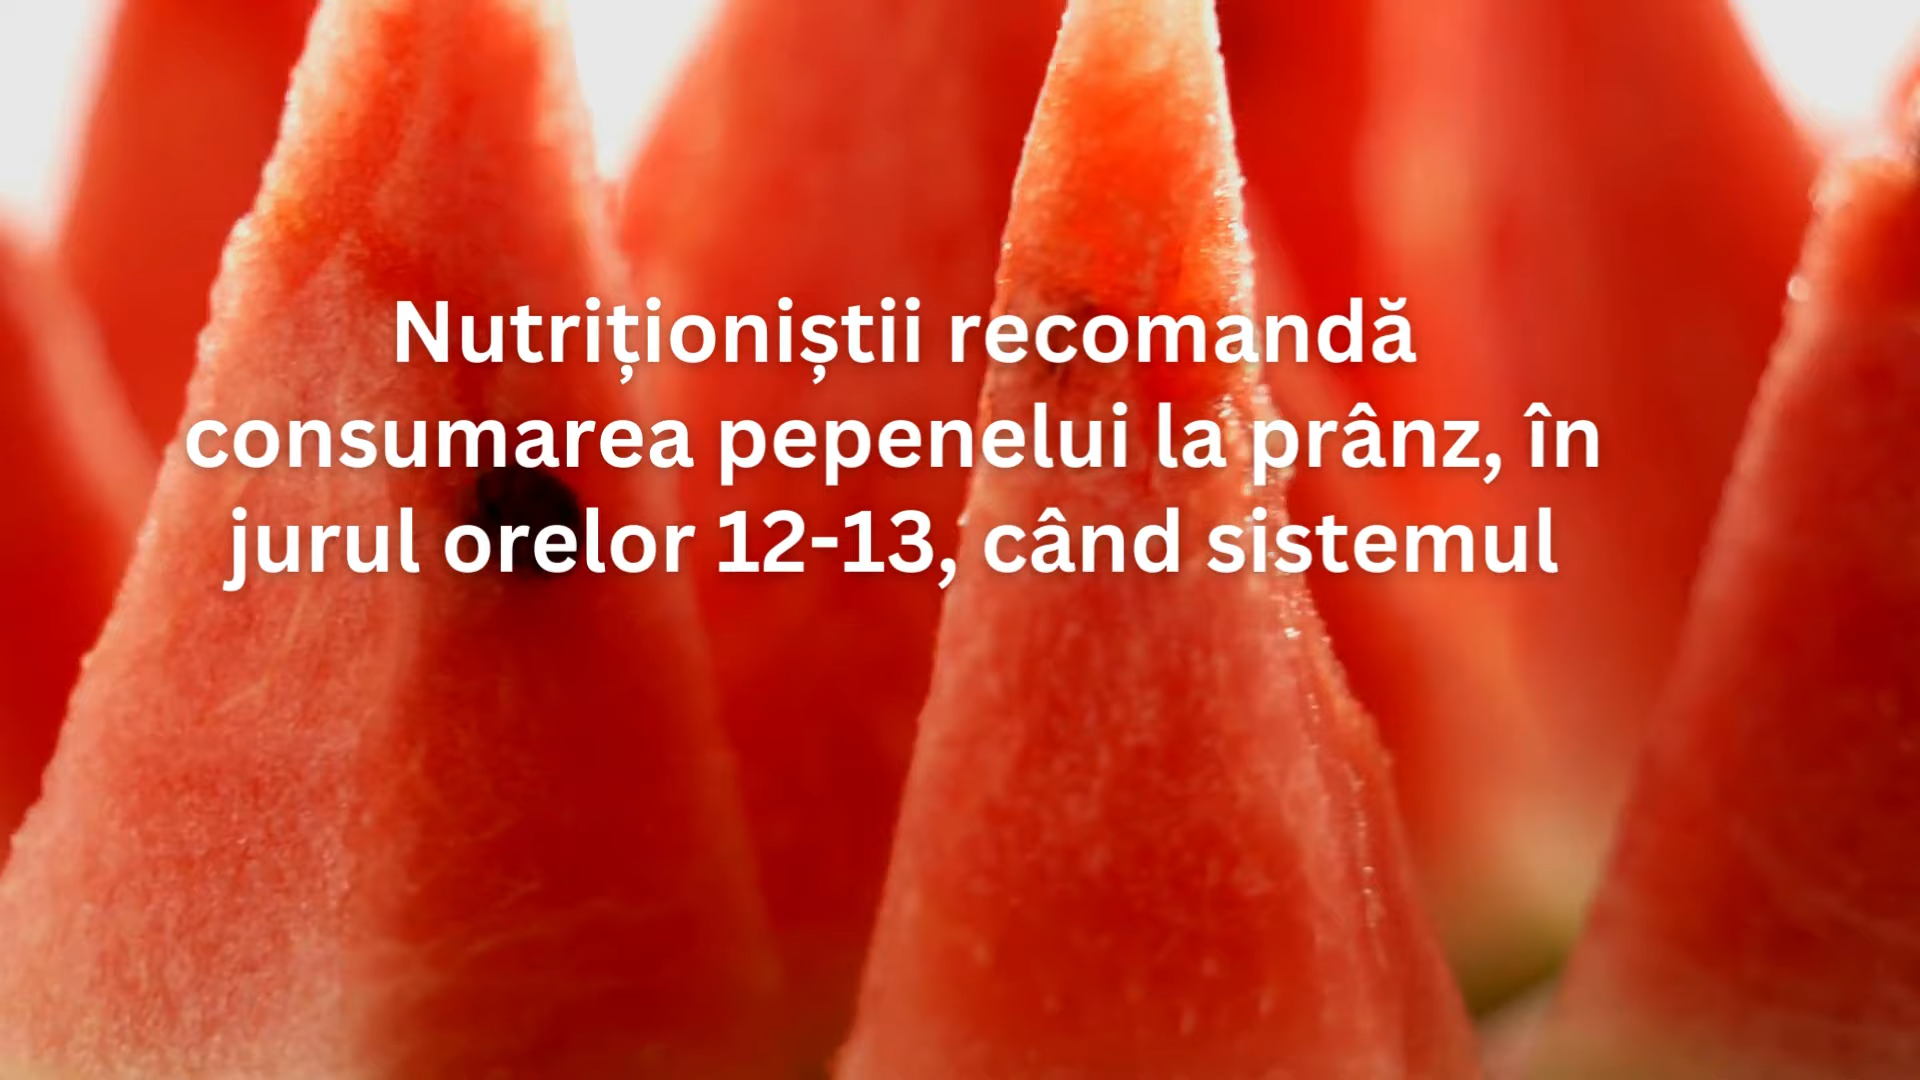 Nutriționiștii recomandă
consumarea pepenelui la prânz, în
jurul orelor 12-13, când sistemul